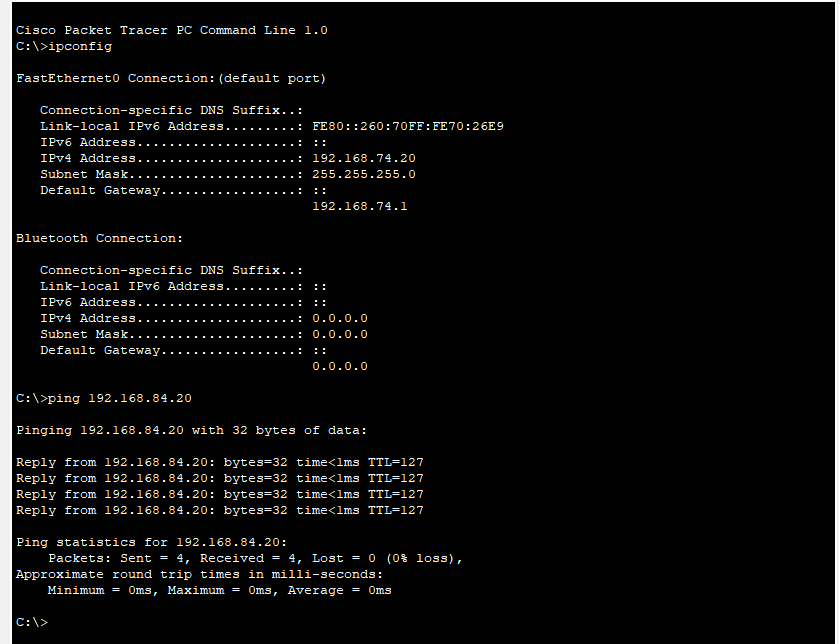 Cisco Packet Tracer PC Command Line 1.0
C:\>ipconfig
FastEthernet0 Connection:(default port)
Connection-specific DNS Suffix..:
Link-local IPv6 Address.........: FE80::260:70FF:FE70:26E9
IPv6 Address....................: ::
IPv4 Address....................: 192.168.74.20
Subnet Mask.....................: 255.255.255.0
Default Gateway.................: ::
192.168.74.1
Bluetooth Connection:
Connection-specific DNS Suffix..:
Link-local IPv6 Address.........: ::
IPv6 Address....................: ::
IPv4 Address....................: 0.0.0.0
Subnet Mask.....................: 0.0.0.0
Default Gateway.................: ::
0.0.0.0
C:\>ping 192.168.84.20
Pinging 192.168.84.20 with 32 bytes of data:
Reply from 192.168.84.20: bytes=32 time<1ms TTL=127
Reply from 192.168.84.20: bytes=32 time<1ms TTL=127
Reply from 192.168.84.20: bytes=32 time<1ms TTL=127
Reply from 192.168.84.20: bytes=32 time<1ms TTL=127
Ping statistics for 192.168.84.20:
Packets: Sent = 4, Received = 4, Lost = 0 (0% loss),
Approximate round trip times in milli-seconds:
Minimum = 0ms, Maximum = 0ms, Average = 0ms
C:\>